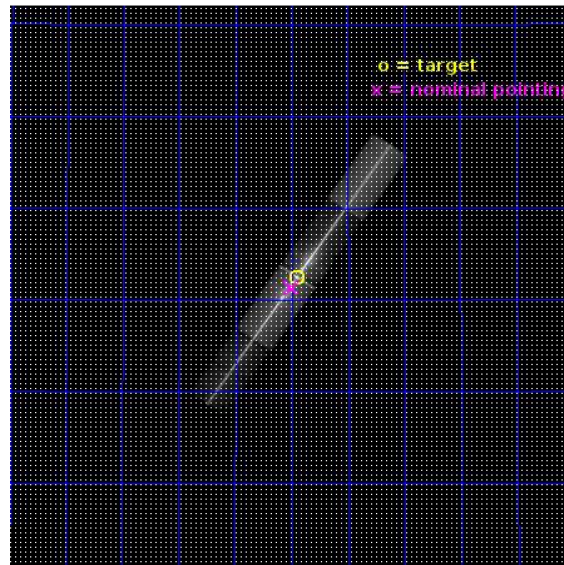 o = target
x = nominal pointin